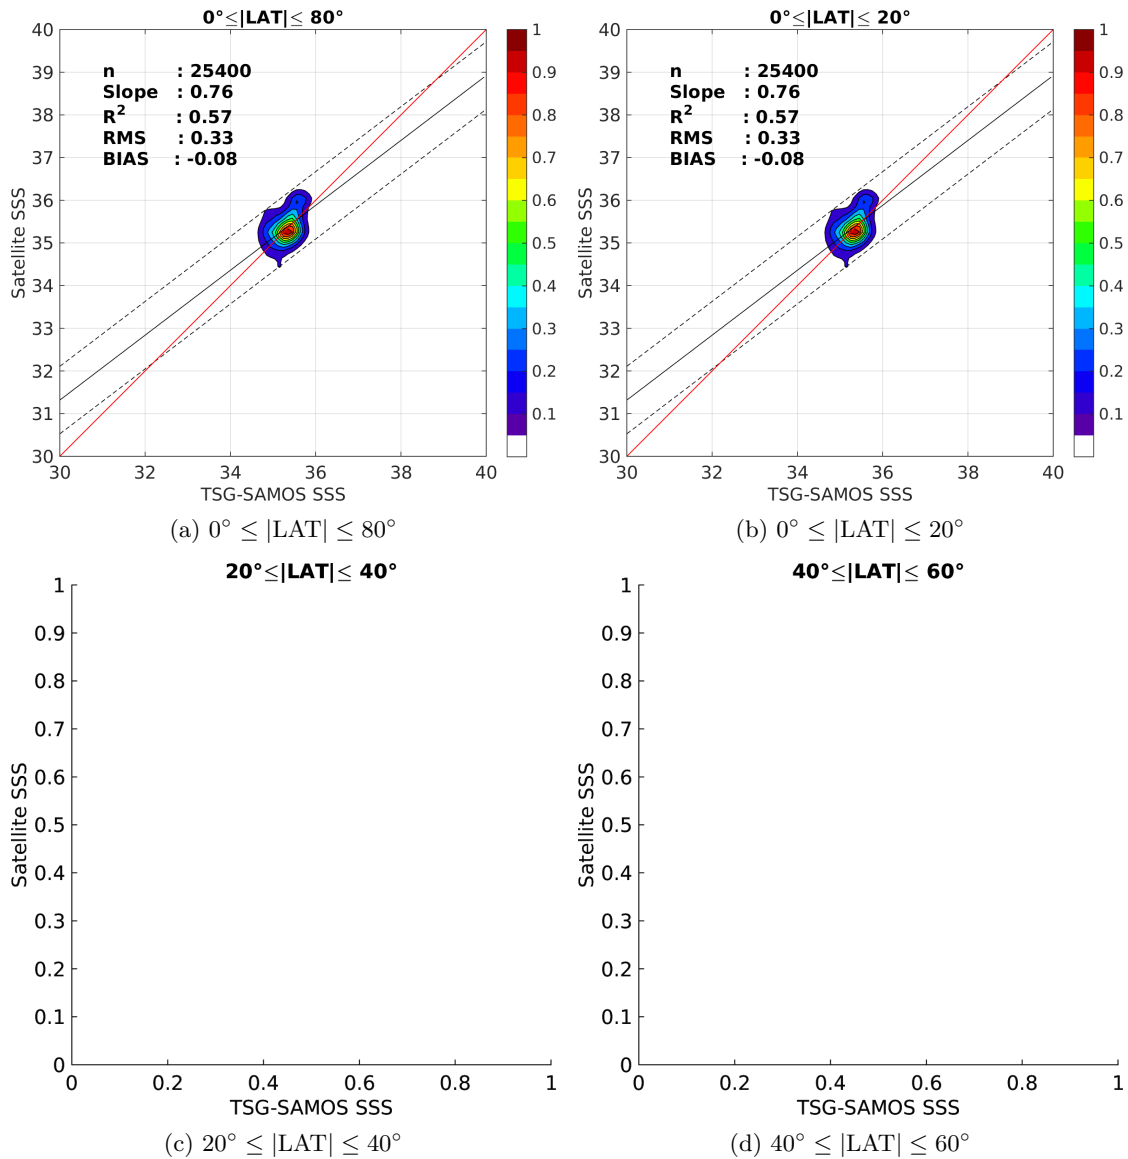 0°≤|LAT|≤ 80°
40
39
38
37
36
35
34
33
32
31
30
Satellite SSS
n : 25400
Slope : 0.76
R² : 0.57
RMS : 0.33
BIAS : -0.08
30 32 34 36 38 40
TSG-SAMOS SSS
1
0.9
0.8
0.7
0.6
0.5
0.4
0.3
0.2
0.1
(a) 0° ≤ |LAT| ≤ 80°
0°≤|LAT|≤ 20°
40
39
38
37
36
35
34
33
32
31
30
Satellite SSS
n : 25400
Slope : 0.76
R² : 0.57
RMS : 0.33
BIAS : -0.08
30 32 34 36 38 40
TSG-SAMOS SSS
1
0.9
0.8
0.7
0.6
0.5
0.4
0.3
0.2
0.1
(b) 0° ≤ |LAT| ≤ 20°
20°≤|LAT|≤ 40°
1
0.9
0.8
0.7
0.6
0.5
0.4
0.3
0.2
0.1
0
Satellite SSS
0 0.2 0.4 0.6 0.8 1
TSG-SAMOS SSS
(c) 20° ≤ |LAT| ≤ 40°
40°≤|LAT|≤ 60°
1
0.9
0.8
0.7
0.6
0.5
0.4
0.3
0.2
0.1
0
Satellite SSS
0 0.2 0.4 0.6 0.8 1
TSG-SAMOS SSS
(d) 40° ≤ |LAT| ≤ 60°